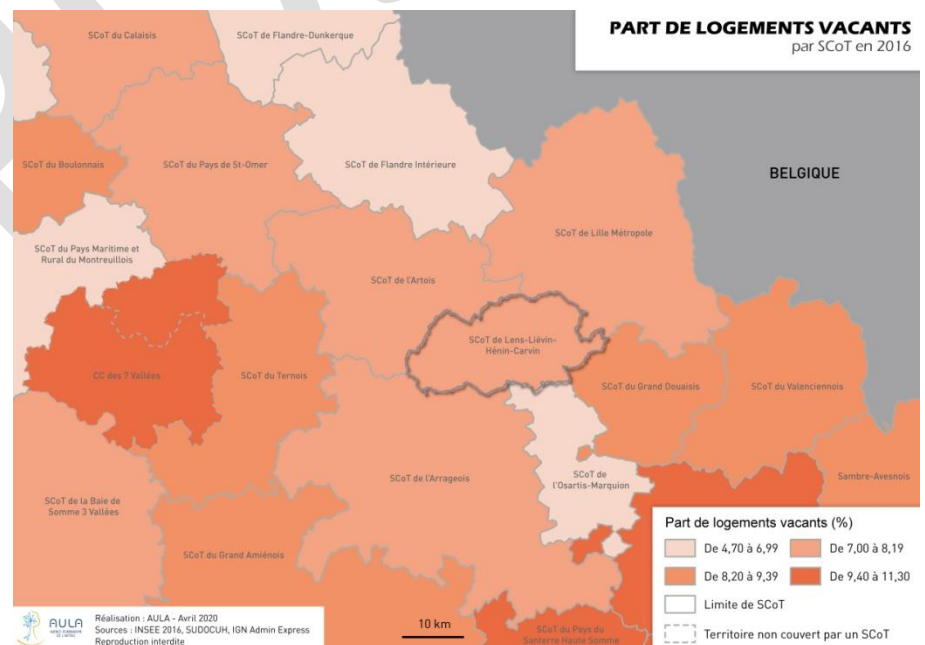 PART DE LOGEMENTS VACANTS
par SCoT en 2016
SCoT du Calaisis
SCoT de Flandre-Dunkerque
SCoT du Boulonnais
SCoT du Pays de St-Omer
SCoT de Flandre Intérieure
BELGIQUE
SCoT du Pays Maritime et
Rural du Montreuillois
SCoT de Lille Métropole
SCoT de l'Artois
SCoT de Lens-Liévin-
Hénin-Carvin
CC des 7 Vallées
SCoT du Ternois
SCoT du Grand Douaisis
SCoT du Valenciennois
SCoT de l'Arrageois
SCoT de
l'Osartis-Marquion
Sambre-Avesnois
SCoT de la Baie de
Somme 3 Vallées
SCoT du Grand Amiénois
SCoT du Pays du
Santerre Haute Somme
Part de logements vacants (%)
De 4,70 à 6,99
De 7,00 à 8,19
De 8,20 à 9,39
De 9,40 à 11,30
Limite de SCoT
Territoire non couvert par un SCoT
10 km
AULA
Réalisation : AULA - Avril 2020
Sources : INSEE 2016, SUDOCUH, IGN Admin Express
Reproduction interdite